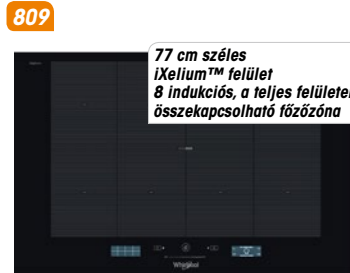 809
77 cm széles
iXelium™ felület
8 indukciós, a teljes felületen
összekapcsolható főzőzóna
Whirlpool